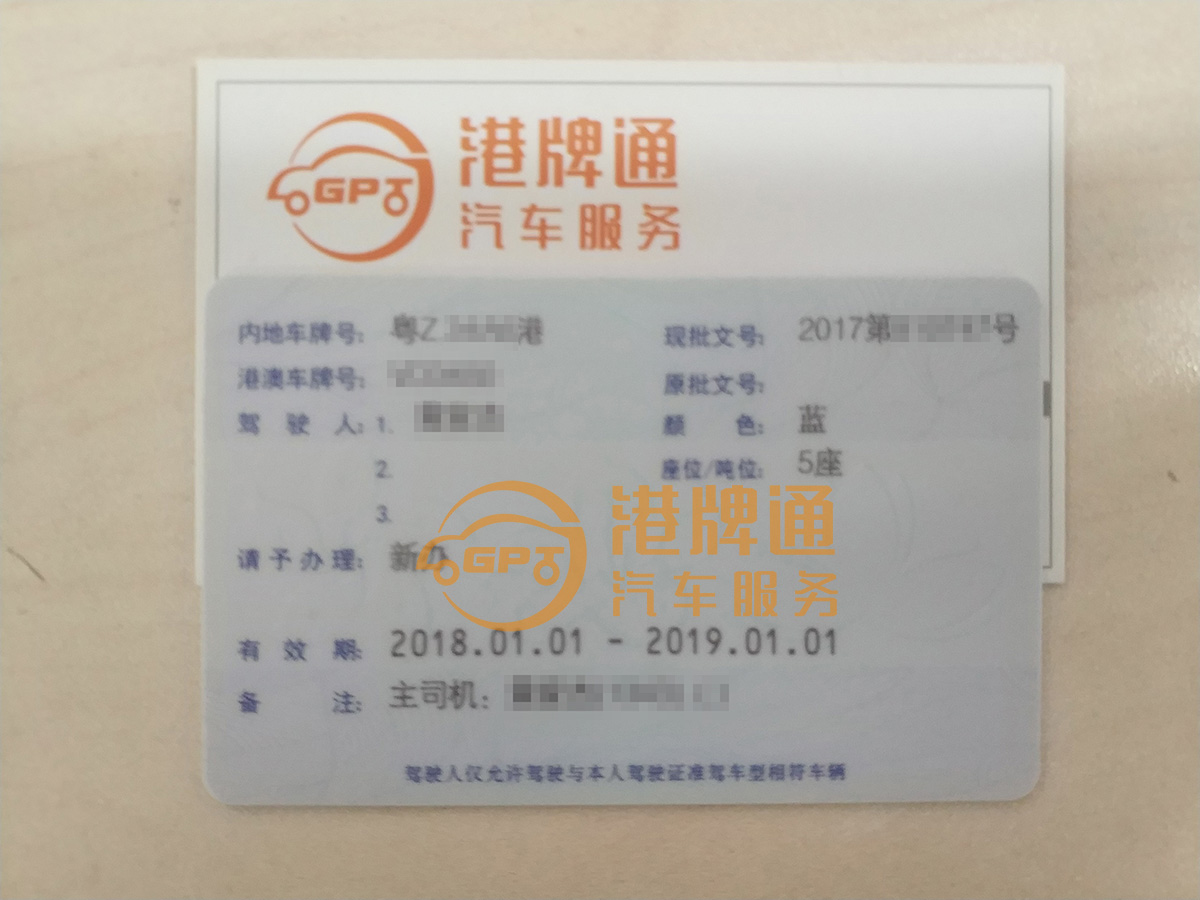 GPT
港牌通
汽车服务
内地车牌号: 粤Z港
现批文号: 2017第号
港澳车牌号:
原批文号:
驾驶人: 1.
颜色: 蓝
2.
座位/吨位: 5座
3.
GPT
港牌通
汽车服务
请予办理: 新办
有效期: 2018.01.01 - 2019.01.01
备注: 主司机:
驾驶人仅允许驾驶与本人驾驶证准驾车型相符车辆